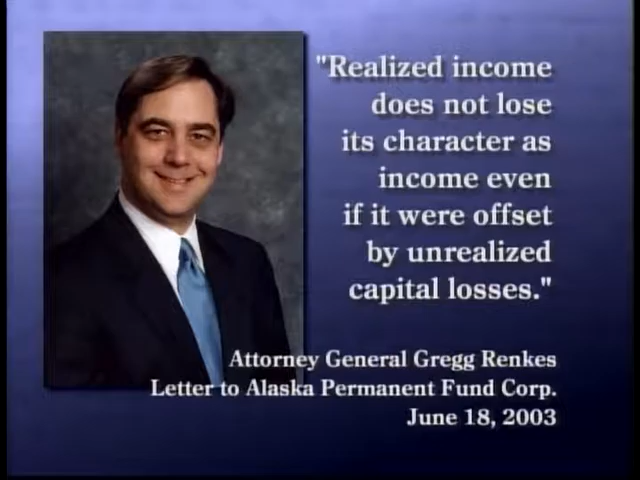 "Realized income
does not lose
its character as
income even
if it were offset
by unrealized
capital losses."
Attorney General Gregg Renkes
Letter to Alaska Permanent Fund Corp.
June 18, 2003